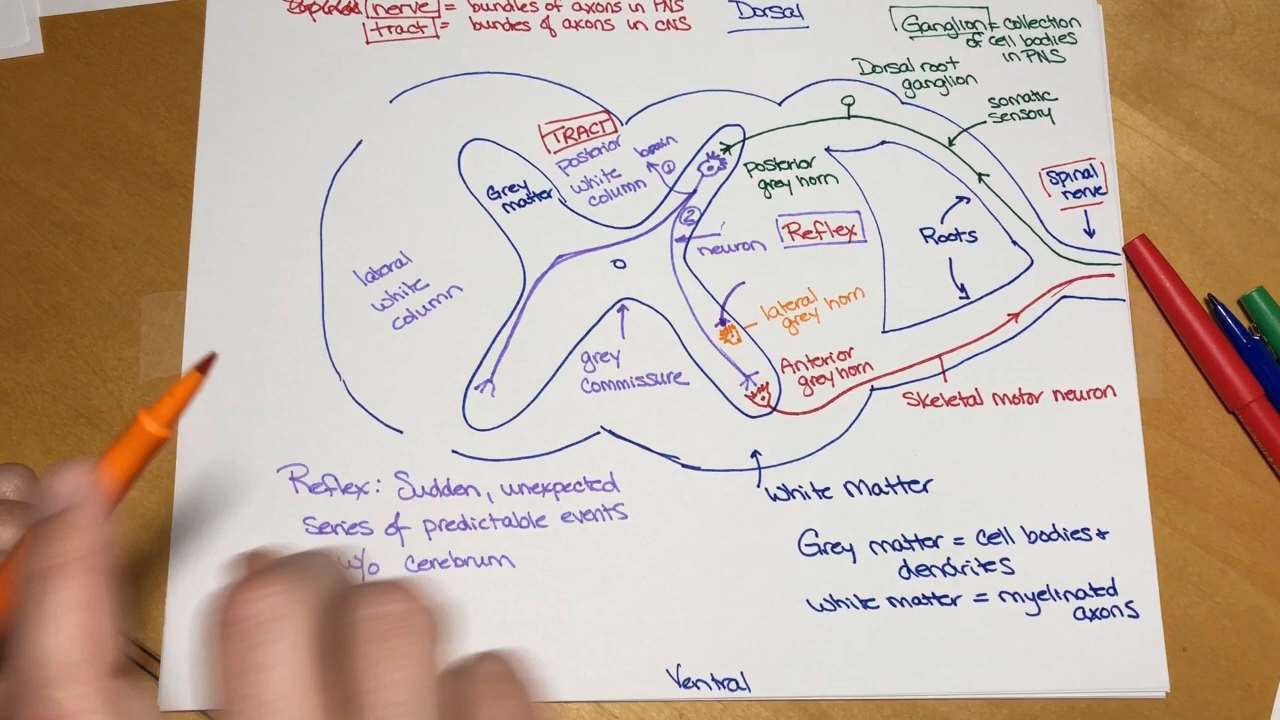 nerve = bundles of axons in PNS
tract = bundles of axons in CNS
Dorsal
Ganglion = collection
of cell bodies
in PNS
Dorsal root
ganglion
somatic
sensory
TRACT
Posterior
white
column
brain
①
Grey
matter
Posterior
grey horn
Spinal
nerve
②
neuron
Reflex
Roots
lateral
white
column
lateral
grey horn
grey
commissure
Anterior
grey horn
Skeletal motor neuron
White Matter
Reflex: Sudden, unexpected
series of predictable events
w/o cerebrum
Grey matter = cell bodies +
dendrites
white matter = myelinated
axons
Ventral